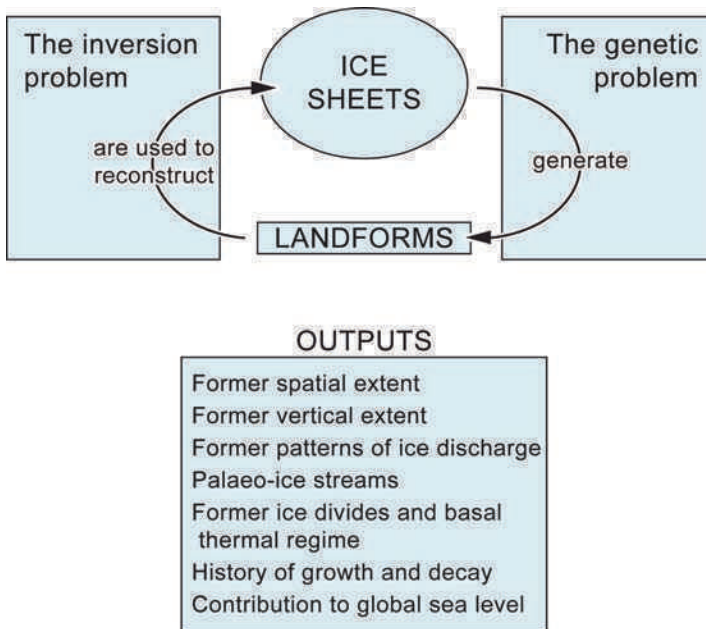 The inversion
problem
ICE
SHEETS
The genetic
problem
are used to
reconstruct
generate
LANDFORMS
OUTPUTS
Former spatial extent
Former vertical extent
Former patterns of ice discharge
Palaeo-ice streams
Former ice divides and basal
thermal regime
History of growth and decay
Contribution to global sea level